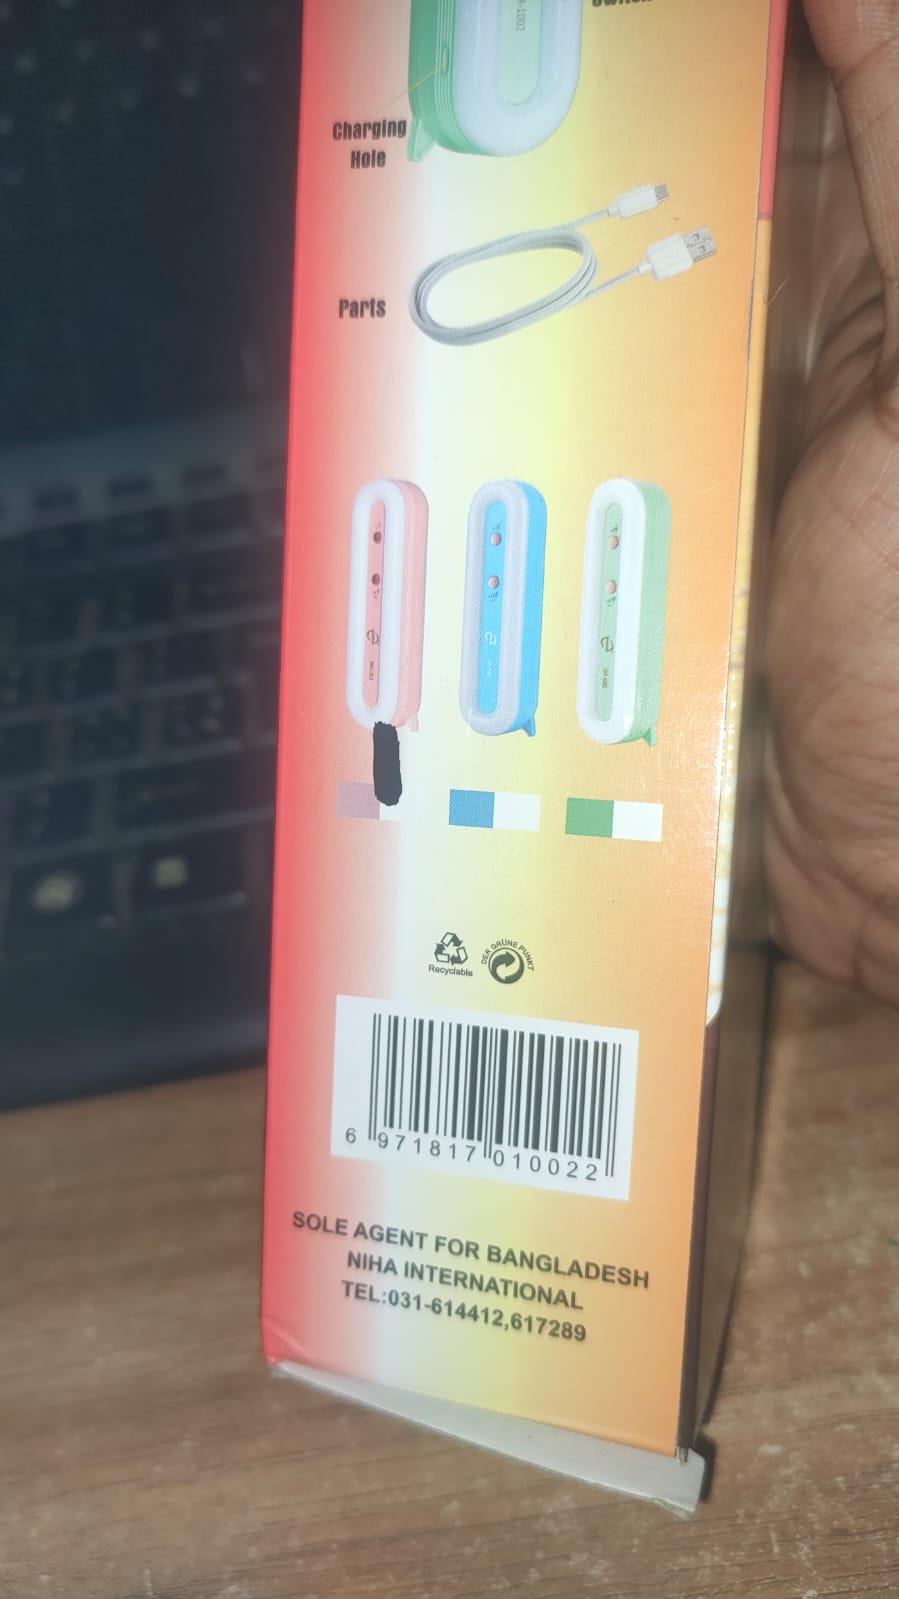 Charging
Hole
Parts
Recyclable
DER GRÜNE PUNKT
6 971817 010022
SOLE AGENT FOR BANGLADESH
NIHA INTERNATIONAL
TEL:031-614412,617289